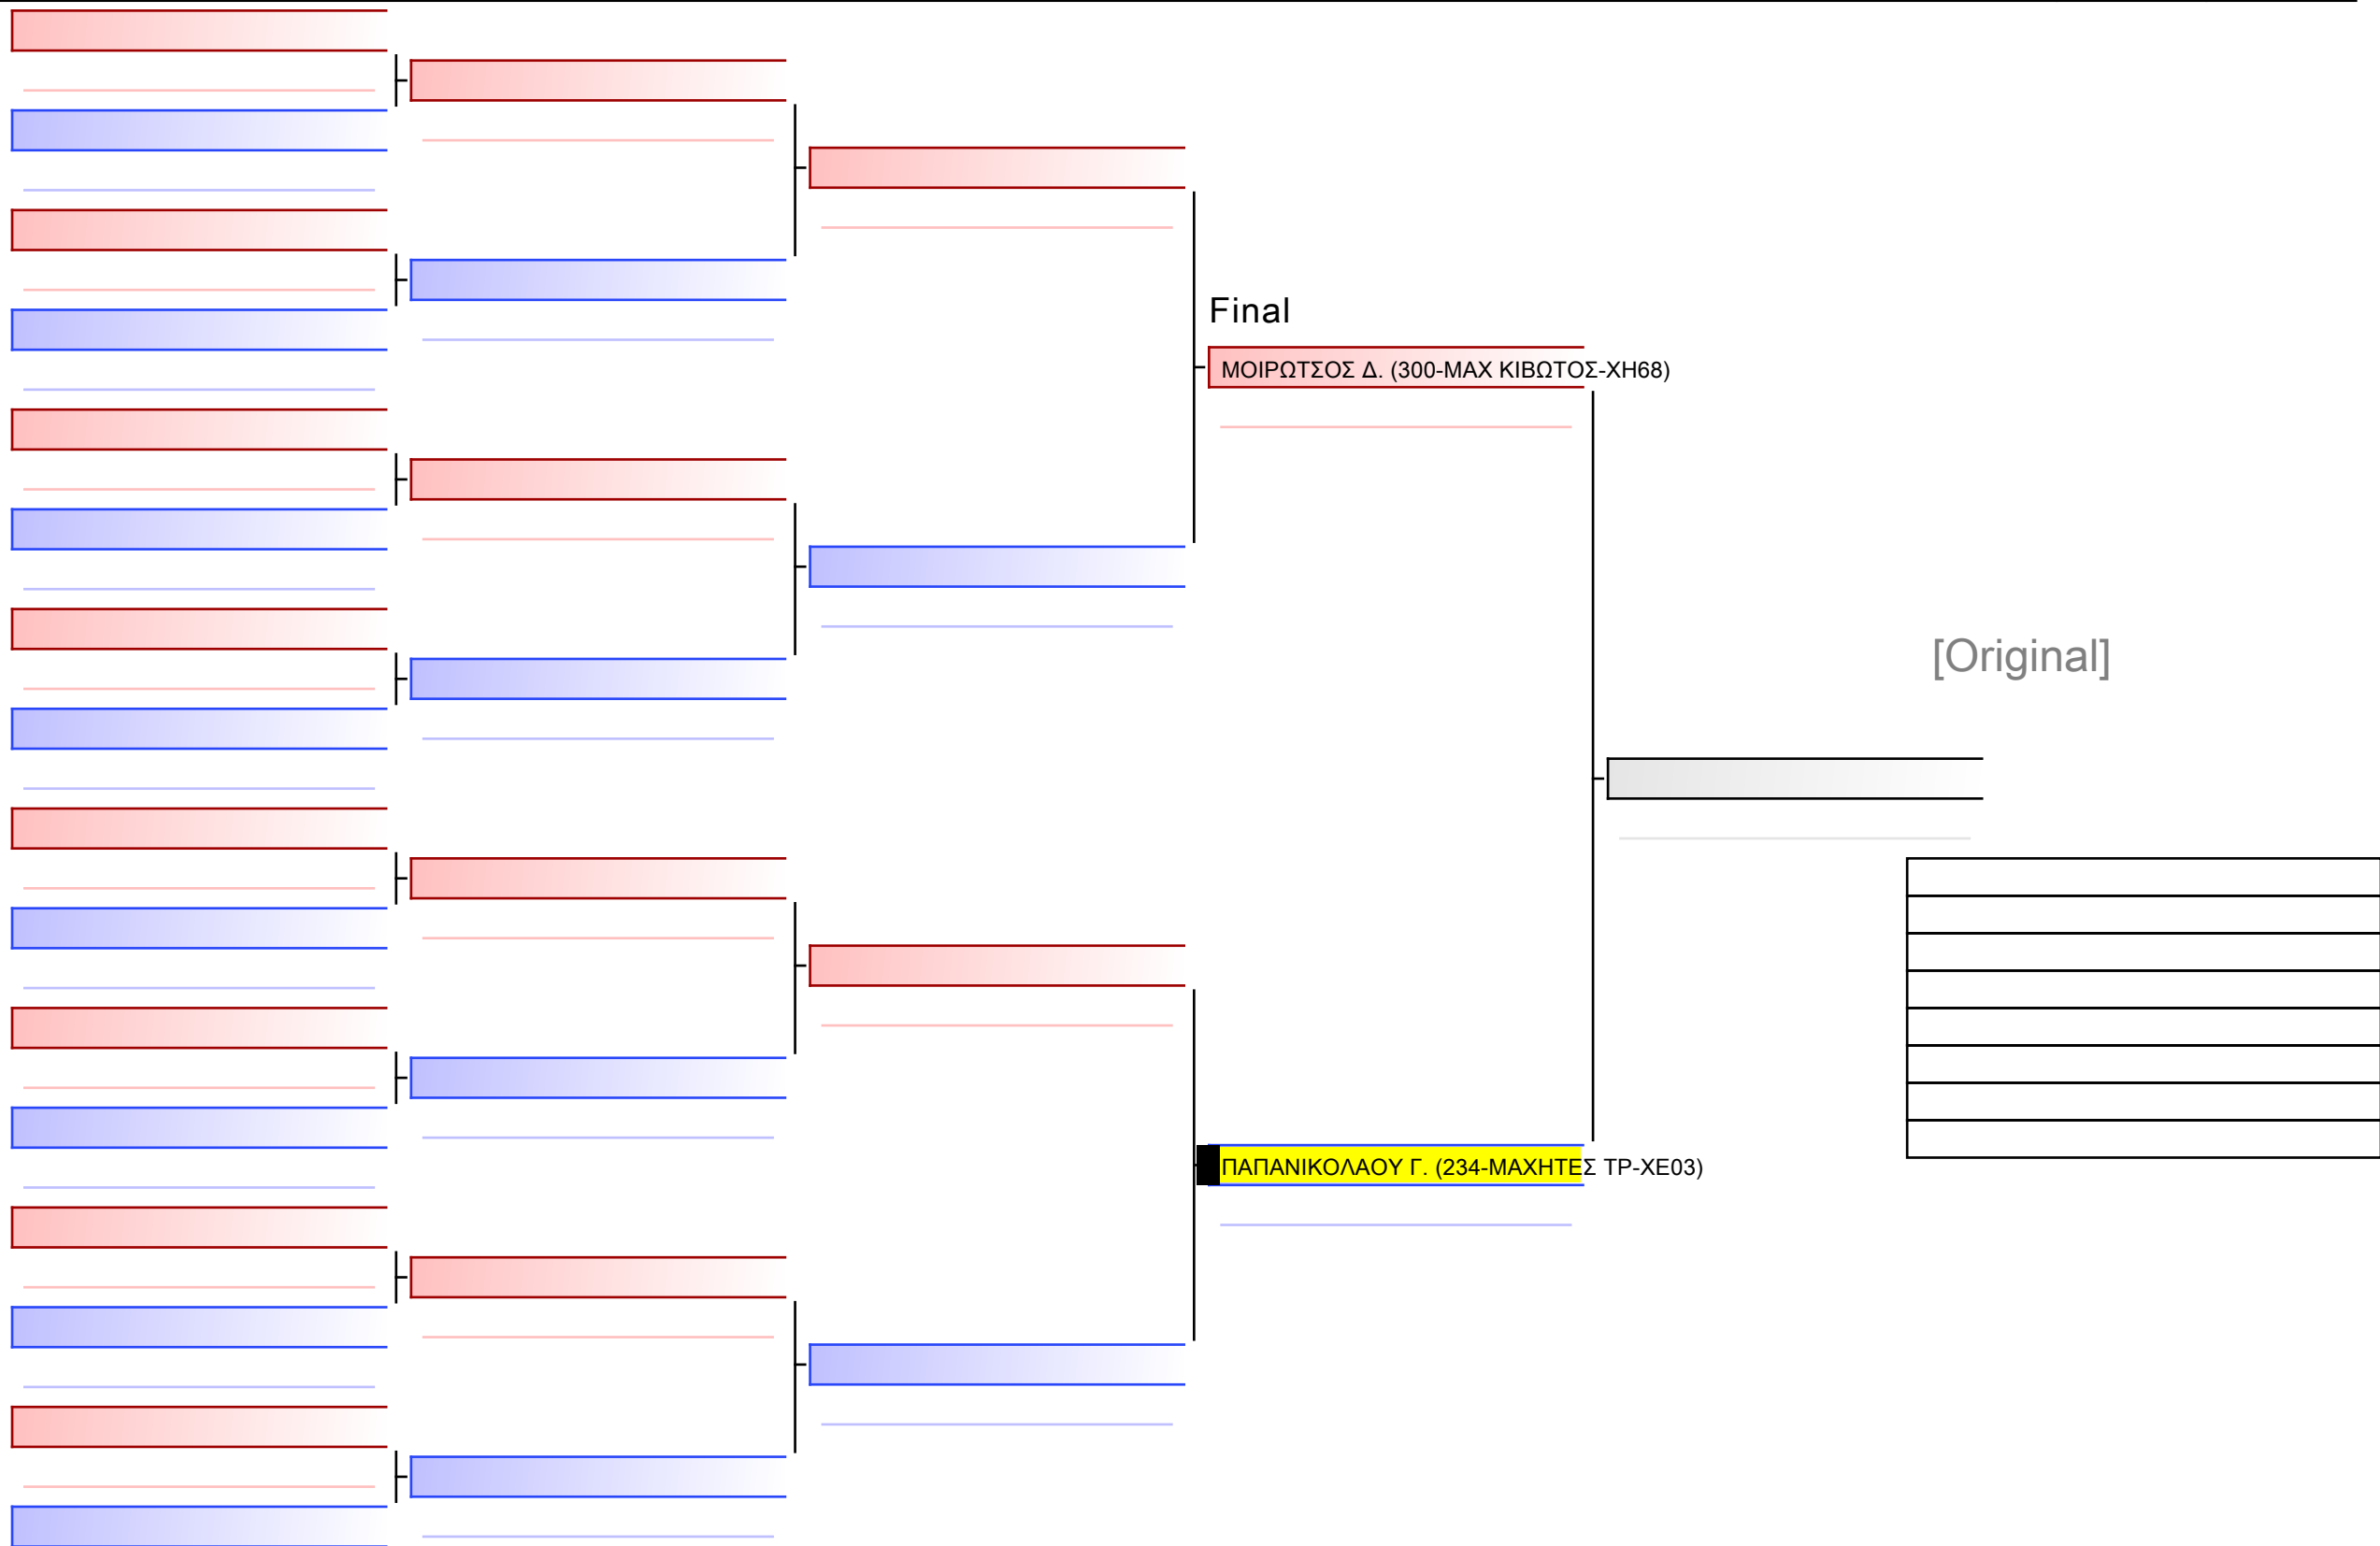 Final
ΜΟΙΡΩΤΣΟΣ Δ. (300-ΜΑΧ ΚΙΒΩΤΟΣ-ΧΗ68)
[Original]
ΠΑΠΑΝΙΚΟΛΑΟΥ Γ. (234-ΜΑΧΗΤΕΣ ΤΡ-ΧΕ03)